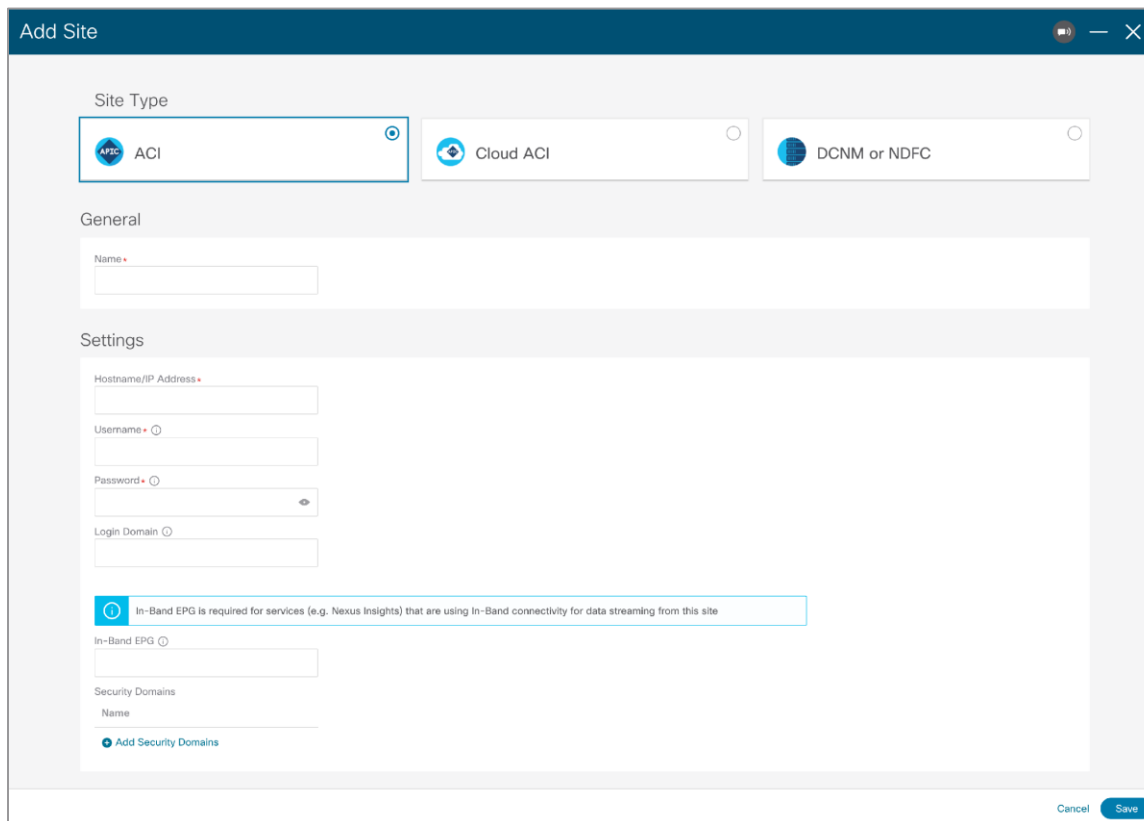 Add Site
Site Type
APIC ACI
Cloud ACI
DCNM or NDFC
General
Name*
Settings
Hostname/IP Address*
Username*
Password*
Login Domain
In-Band EPG is required for services (e.g. Nexus Insights) that are using In-Band connectivity for data streaming from this site
In-Band EPG
Security Domains
Name
Add Security Domains
Cancel Save